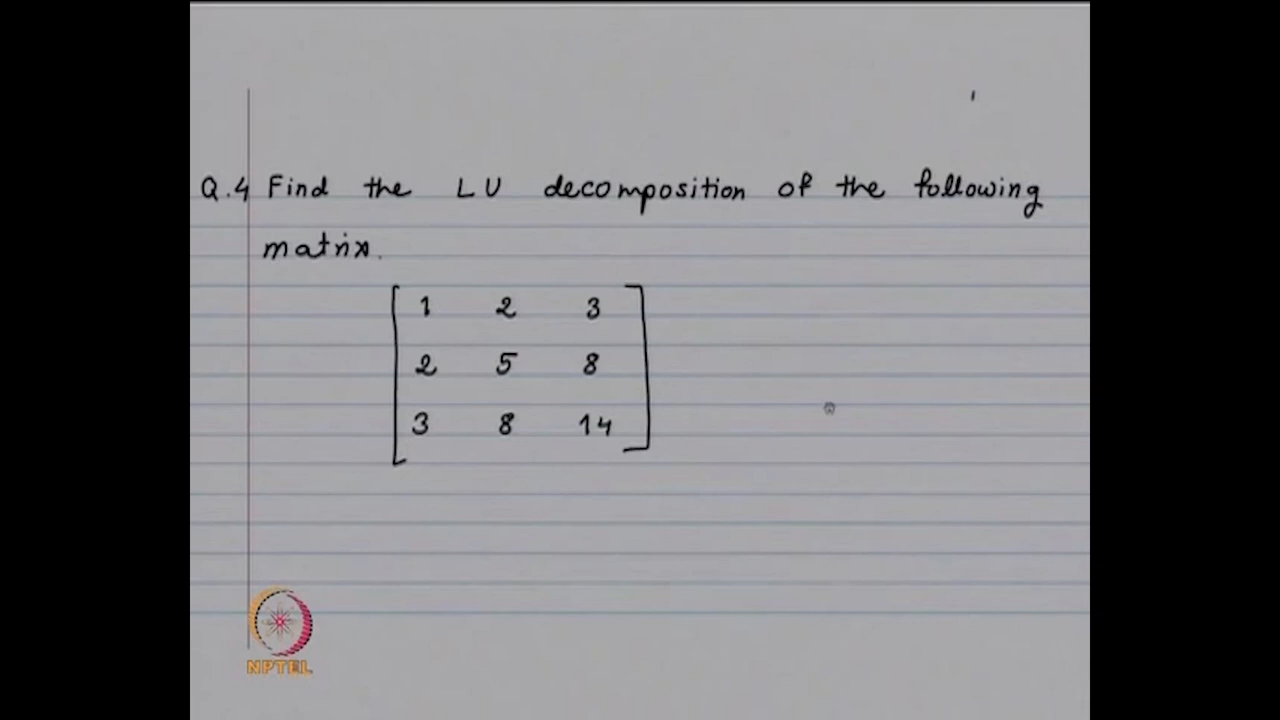 Q.4 Find the LU decomposition of the following
matrix.
1 2 3
2 5 8
3 8 14
NPTEL